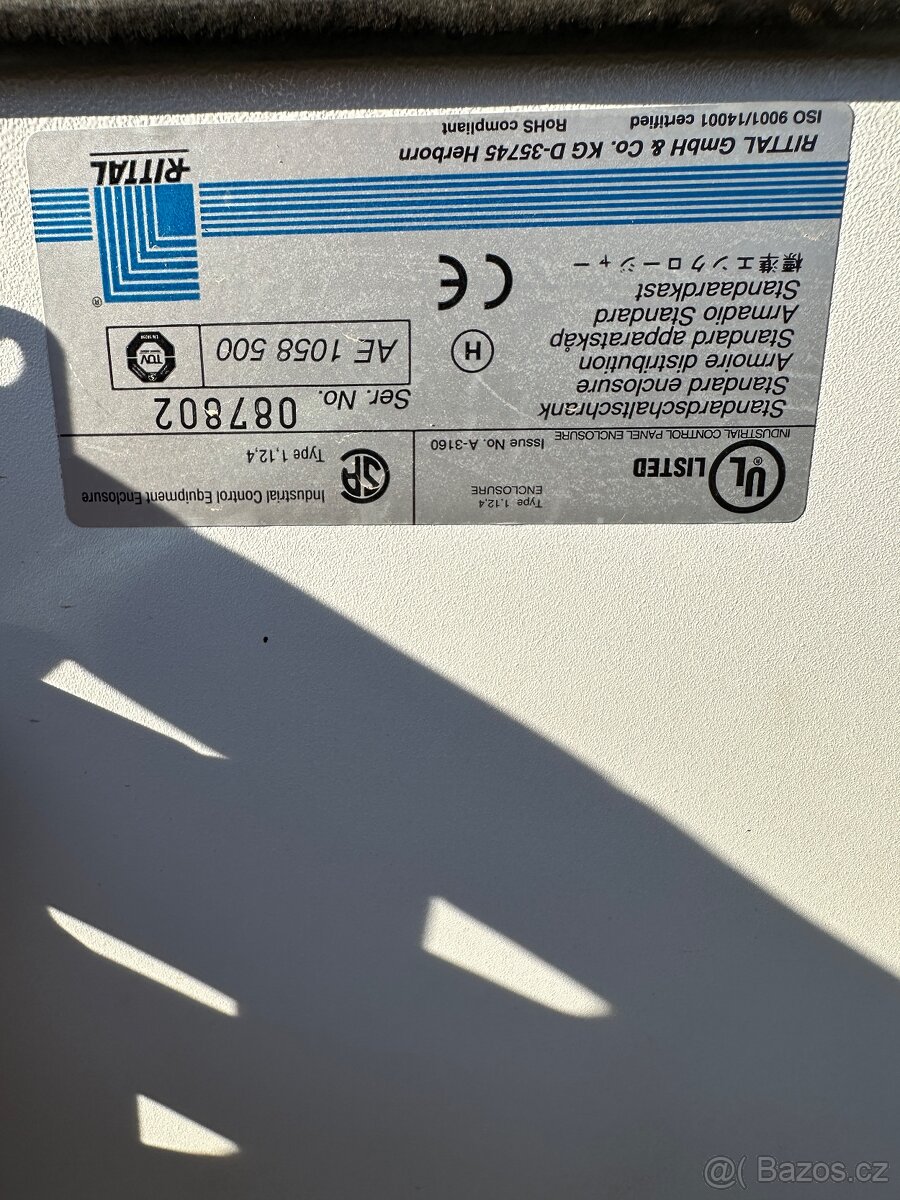 UL® LISTED
Type 1,12,4
ENCLOSURE
Issue No. A-3160
INDUSTRIAL CONTROL PANEL ENCLOSURE
SA
Industrial Control Equipment Enclosure
Type 1,12,4
Standardschaltschrank
Standard enclosure
Armoire distribution
Standard apparatskåp
Armadio Standard
Standaardkast
標準エンクロージャー
Ser. No. 087802
AE 1058 500
TÜV
H
CE
®
RITTAL
RITTAL GmbH & Co. KG D-35745 Herborn
ISO 9001/14001 certified RoHS compliant
@( Bazos.cz